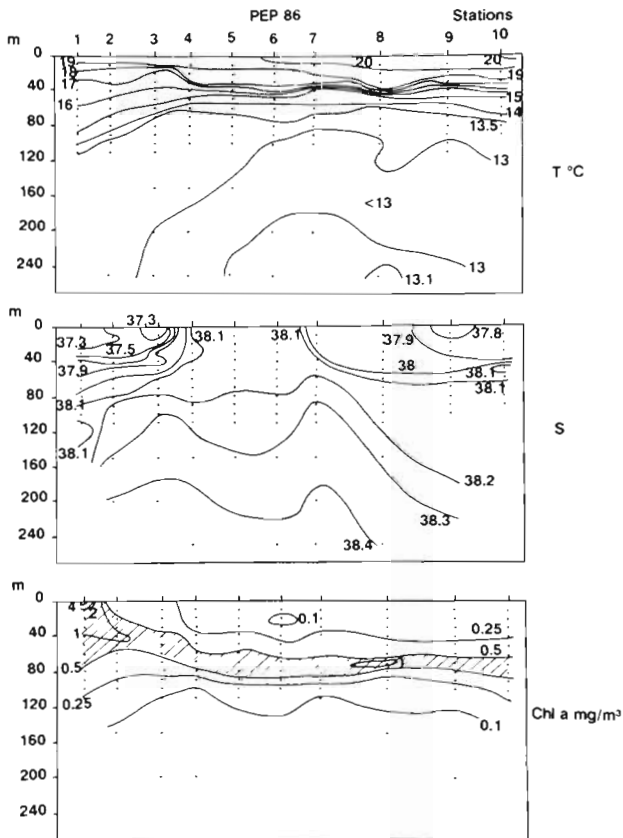 PEP 86 Stations
m 1 2 3 4 5 6 7 8 9 10
0 19 20 20
18 19
17
40
16 15
14
80 13.5
120 13
T °C
160 <13
200
240 13
13.1
m
0 37.3 38.1 38.1 37.9 37.8
37.3 37.5
40 38
37.9 38.1
80 38.1 38.1
120
S
38.1
160
38.2
200
38.3
240 38.4
m
0 4 2 0.1 0.25
40 1
0.5
80 0.5
0.25
120 0.1 Chl a mg/m³
160
200
240